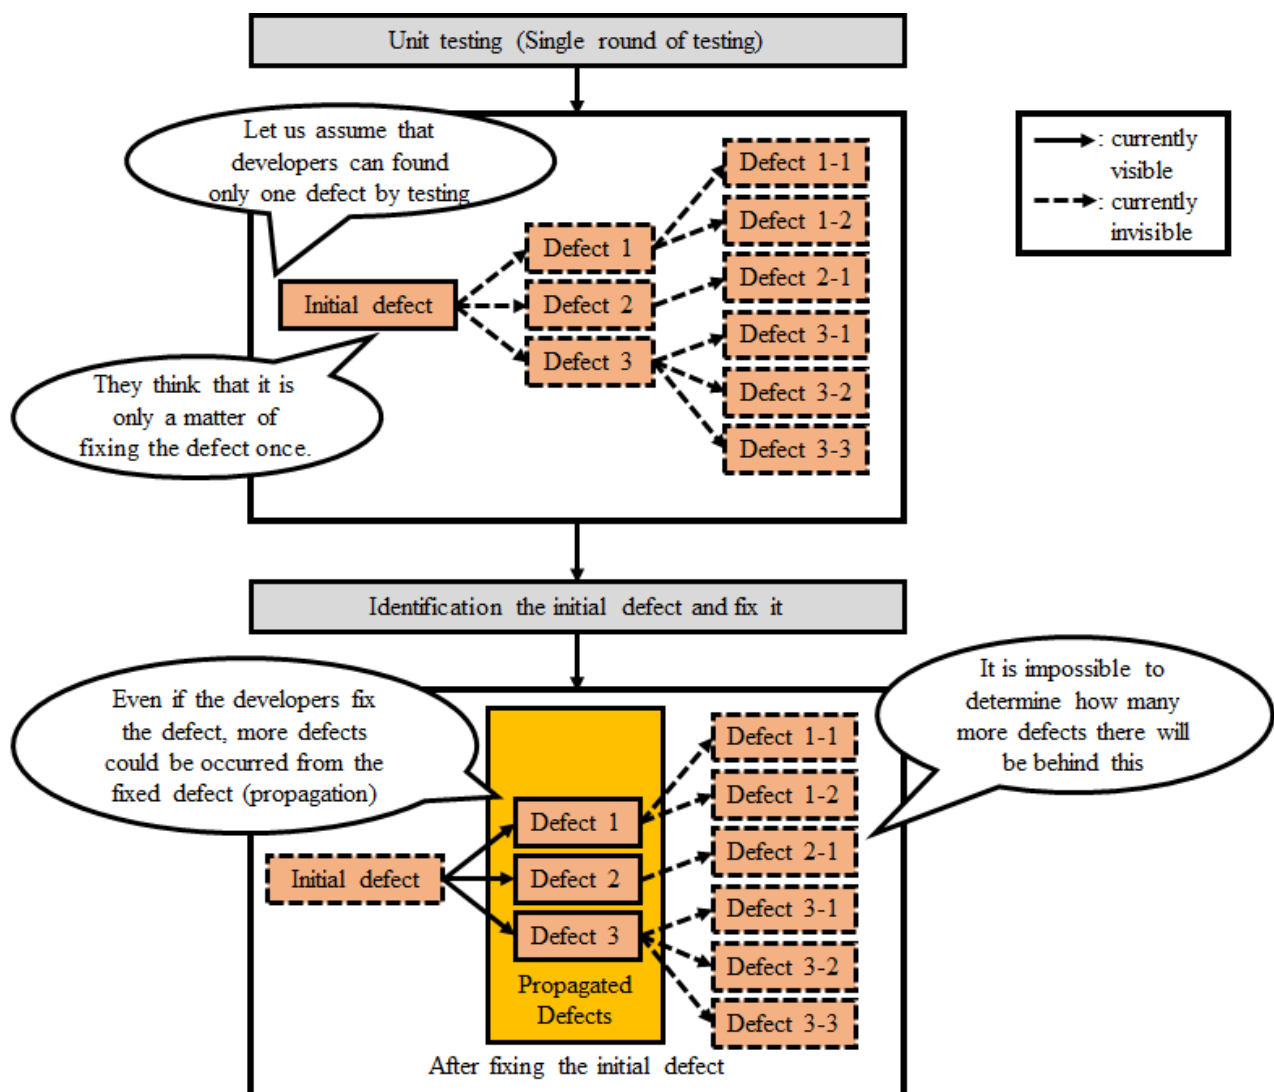 Unit testing (Single round of testing)
Let us assume that
developers can found
only one defect by testing
Initial defect
They think that it is
only a matter of
fixing the defect once.
Defect 1
Defect 2
Defect 3
Defect 1-1
Defect 1-2
Defect 2-1
Defect 3-1
Defect 3-2
Defect 3-3
: currently
visible
: currently
invisible
Identification the initial defect and fix it
Even if the developers fix
the defect, more defects
could be occurred from the
fixed defect (propagation)
It is impossible to
determine how many
more defects there will
be behind this
Initial defect
Defect 1
Defect 2
Defect 3
Propagated
Defects
Defect 1-1
Defect 1-2
Defect 2-1
Defect 3-1
Defect 3-2
Defect 3-3
After fixing the initial defect